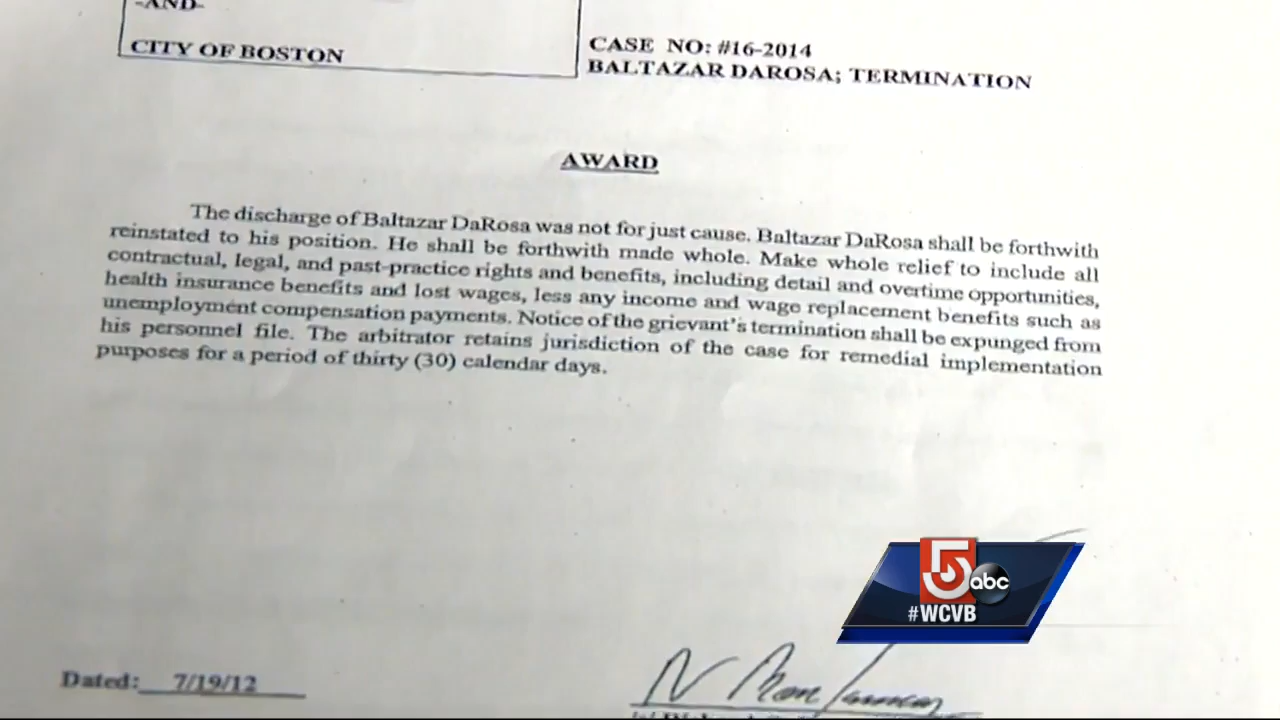 -AND-
CITY OF BOSTON
CASE NO: #16-2014
BALTAZAR DAROSA; TERMINATION
AWARD
The discharge of Baltazar DaRosa was not for just cause. Baltazar DaRosa shall be forthwith
reinstated to his position. He shall be forthwith made whole. Make whole relief to include all
contractual, legal, and past-practice rights and benefits, including detail and overtime opportunities,
health insurance benefits and lost wages, less any income and wage replacement benefits such as
unemployment compensation payments. Notice of the grievant's termination shall be expunged from
his personnel file. The arbitrator retains jurisdiction of the case for remedial implementation
purposes for a period of thirty (30) calendar days.
5 abc
#WCVB
Dated: 7/19/12